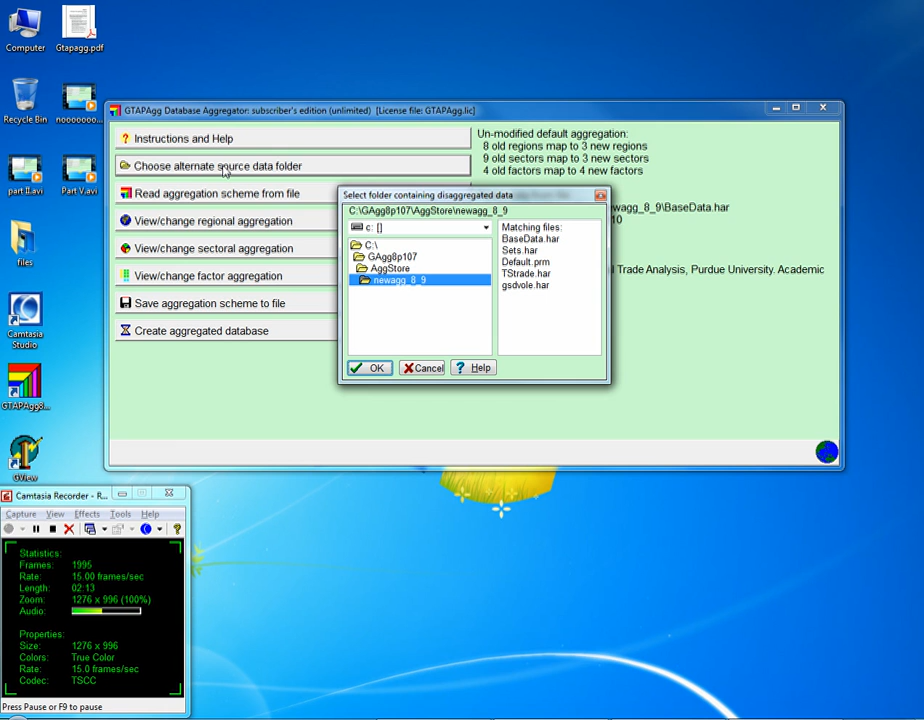 Computer
Gtapagg.pdf
Recycle Bin
nooooooo...
part II.avi
Part V.avi
files
Camtasia
Studio
GTAPAgg8...
GView
GTAPAgg Database Aggregator: subscriber's edition (unlimited) [License file: GTAPAgg.lic]
Instructions and Help
Choose alternate source data folder
Read aggregation scheme from file
View/change regional aggregation
View/change sectoral aggregation
View/change factor aggregation
Save aggregation scheme to file
Create aggregated database
Un-modified default aggregation:
8 old regions map to 3 new regions
9 old sectors map to 3 new sectors
4 old factors map to 4 new factors
ewagg_8_9\BaseData.har
10
l Trade Analysis, Purdue University. Academic
Select folder containing disaggregated data
C:\GAgg8p107\AggStore\newagg_8_9
c: []
C:\
GAgg8p107
AggStore
newagg_8_9
Matching files:
BaseData.har
Sets.har
Default.prm
TStrade.har
gsdvole.har
OK
Cancel
? Help
Camtasia Recorder - R...
Capture View Effects Tools Help
Statistics:
Frames: 1995
Rate: 15.00 frames/sec
Length: 02:13
Zoom: 1276 x 996 (100%)
Audio:
Properties:
Size: 1276 x 996
Colors: True Color
Rate: 15.0 frames/sec
Codec: TSCC
Press Pause or F9 to pause